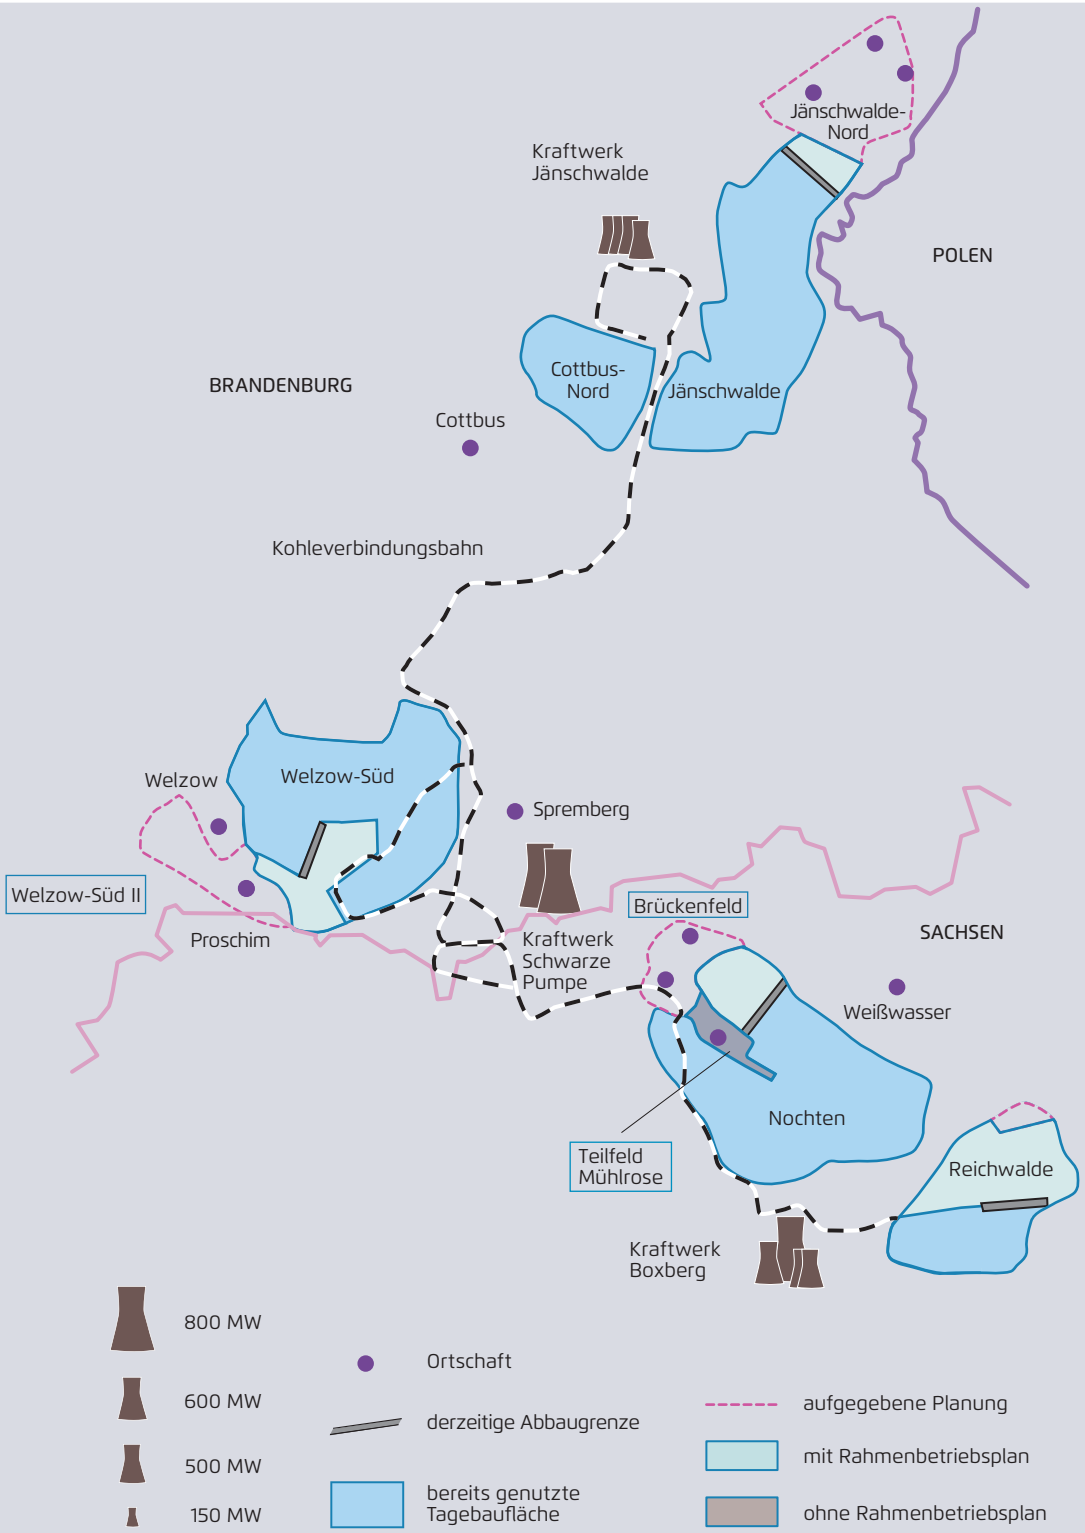 Jänschwalde-
Nord
Kraftwerk
Jänschwalde
POLEN
BRANDENBURG
Cottbus-
Nord
Jänschwalde
Cottbus
Kohleverbindungsbahn
Welzow
Welzow-Süd
Spremberg
Welzow-Süd II
Brückenfeld
Proschim
Kraftwerk
Schwarze
Pumpe
SACHSEN
Weißwasser
Nochten
Teilfeld
Mühlrose
Reichwalde
Kraftwerk
Boxberg
800 MW
600 MW
500 MW
150 MW
Ortschaft
derzeitige Abbaugrenze
bereits genutzte
Tagebaufläche
aufgegebene Planung
mit Rahmenbetriebsplan
ohne Rahmenbetriebsplan